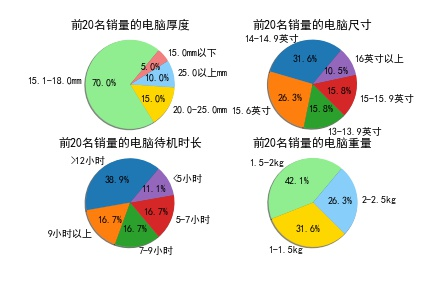 前20名销量的电脑厚度
15.0mm以下
5.0%
25.0以上mm
10.0%
15.1-18.0mm
70.0%
15.0%
20.0-25.0mm
前20名销量的电脑尺寸
14-14.9英寸
31.6%
16英寸以上
10.5%
15-15.9英寸
15.8%
15.6英寸
26.3%
15.8%
13-13.9英寸
前20名销量的电脑待机时长
>12小时
38.9%
<5小时
11.1%
5-7小时
16.7%
9小时以上
16.7%
16.7%
7-9小时
前20名销量的电脑重量
1.5-2kg
42.1%
2-2.5kg
26.3%
31.6%
1-1.5kg